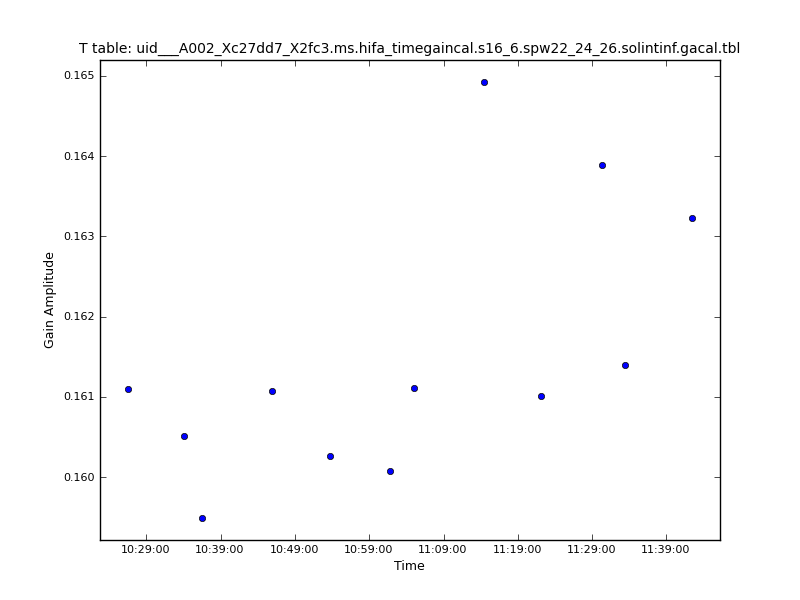 T table: uid___A002_Xc27dd7_X2fc3.ms.hifa_timegaincal.s16_6.spw22_24_26.solintinf.gacal.tbl
0.165
0.164
0.163
0.162
0.161
0.160
Gain Amplitude
10:29:00 10:39:00 10:49:00 10:59:00 11:09:00 11:19:00 11:29:00 11:39:00
Time